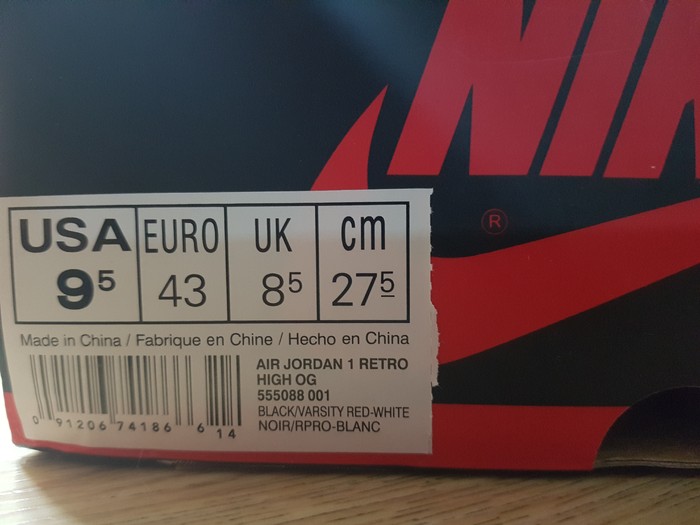 NIK
®
USA EURO UK cm
9⁵ 43 8⁵ 27⁵
Made in China / Fabrique en Chine / Hecho en China
AIR JORDAN 1 RETRO
HIGH OG
555088 001
BLACK/VARSITY RED-WHITE
NOIR/RPRO-BLANC
0 91206 74186 6 14